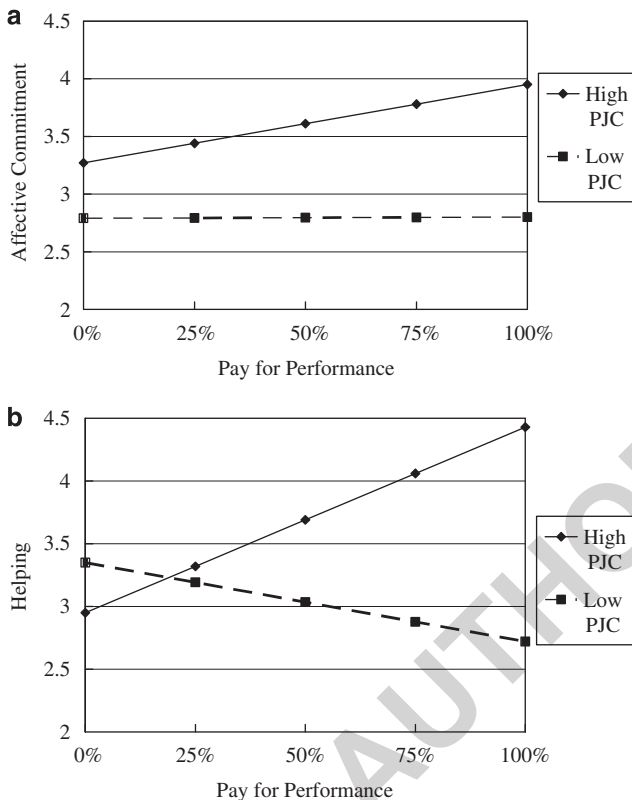 a
4.5
4
3.5
3
2.5
2
Affective Commitment
0% 25% 50% 75% 100%
Pay for Performance
High
PJC
Low
PJC
b
4.5
4
3.5
3
2.5
2
Helping
0% 25% 50% 75% 100%
Pay for Performance
High
PJC
Low
PJC